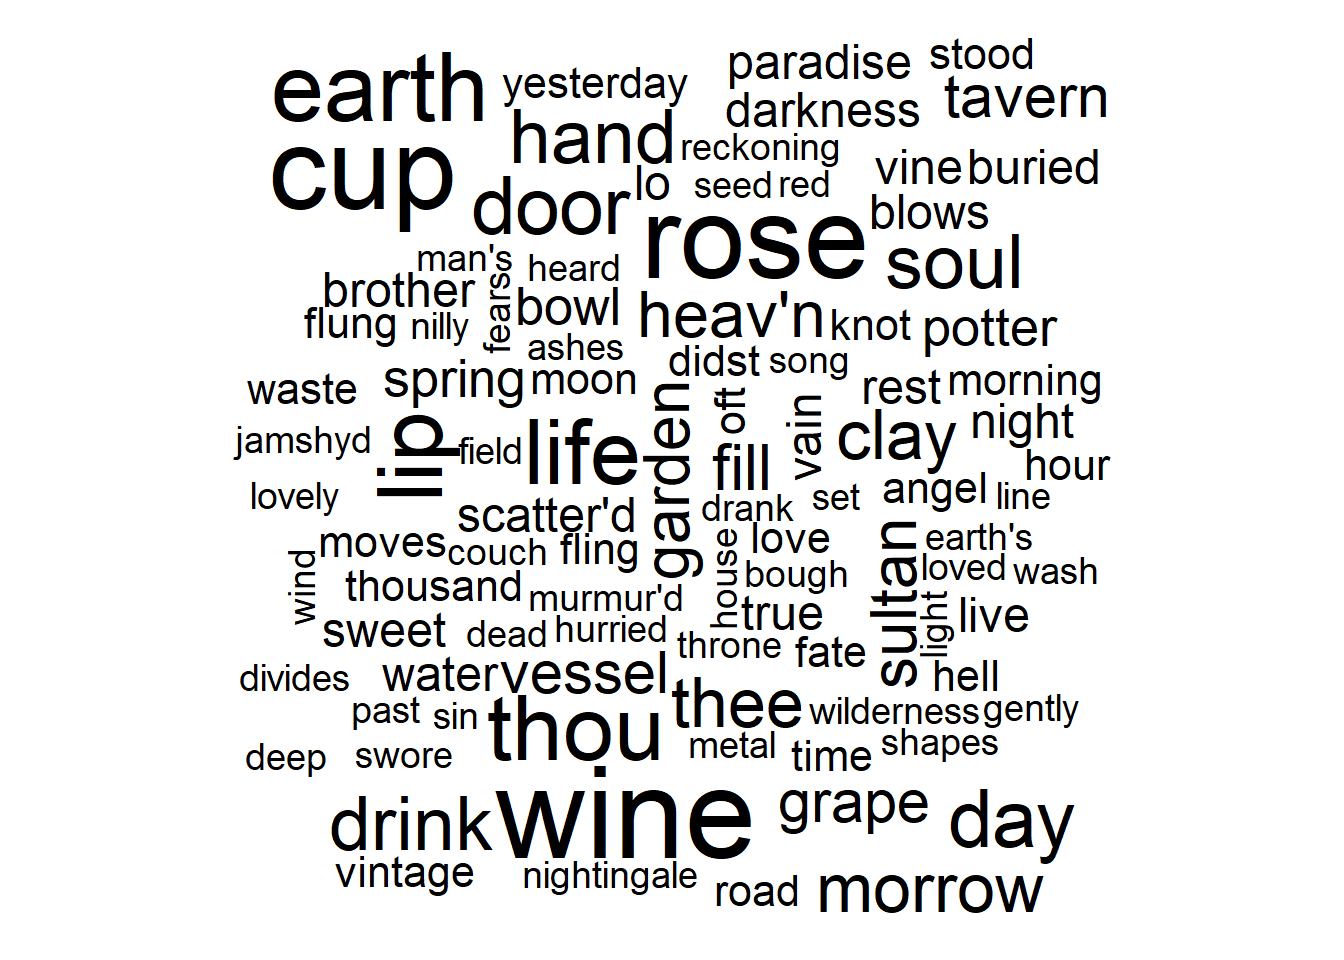 earth yesterday paradise stood
cup hand darkness tavern
reckoning
door lo seed red vine buried
rose blows
man's heard soul
brother fears bowl heav'n knot potter
flung nilly ashes didst song
waste spring moon garden oft vain rest morning
jamshyd lip field life fill clay night
hour
lovely scatter'd drank set angel line
wind moves couch fling house love sultan earth's
thousand murmur'd bough light loved wash
sweet dead hurried true live
throne fate
divides water vessel hell
past sin thou thee wilderness gently
deep swore metal time shapes
drink wine grape day
vintage nightingale road morrow